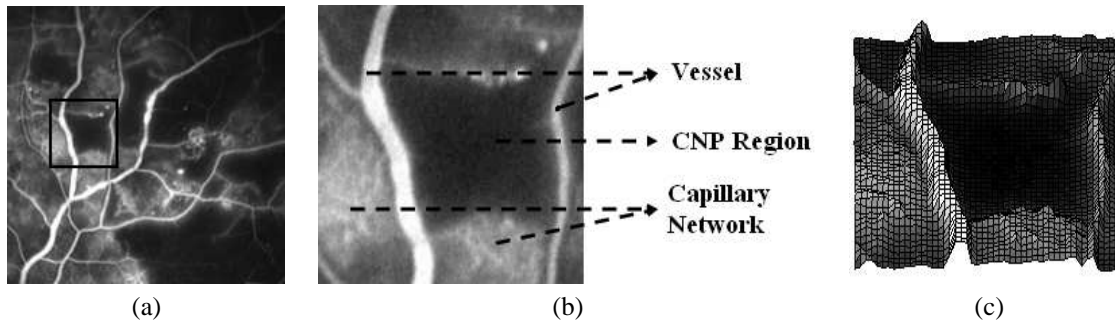 Vessel
CNP Region
Capillary
Network
(a)
(b)
(c)